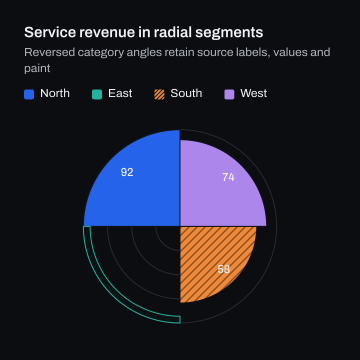 Service revenue in radial segments
Reversed category angles retain source labels, values and
paint
North East South West
92
74
58